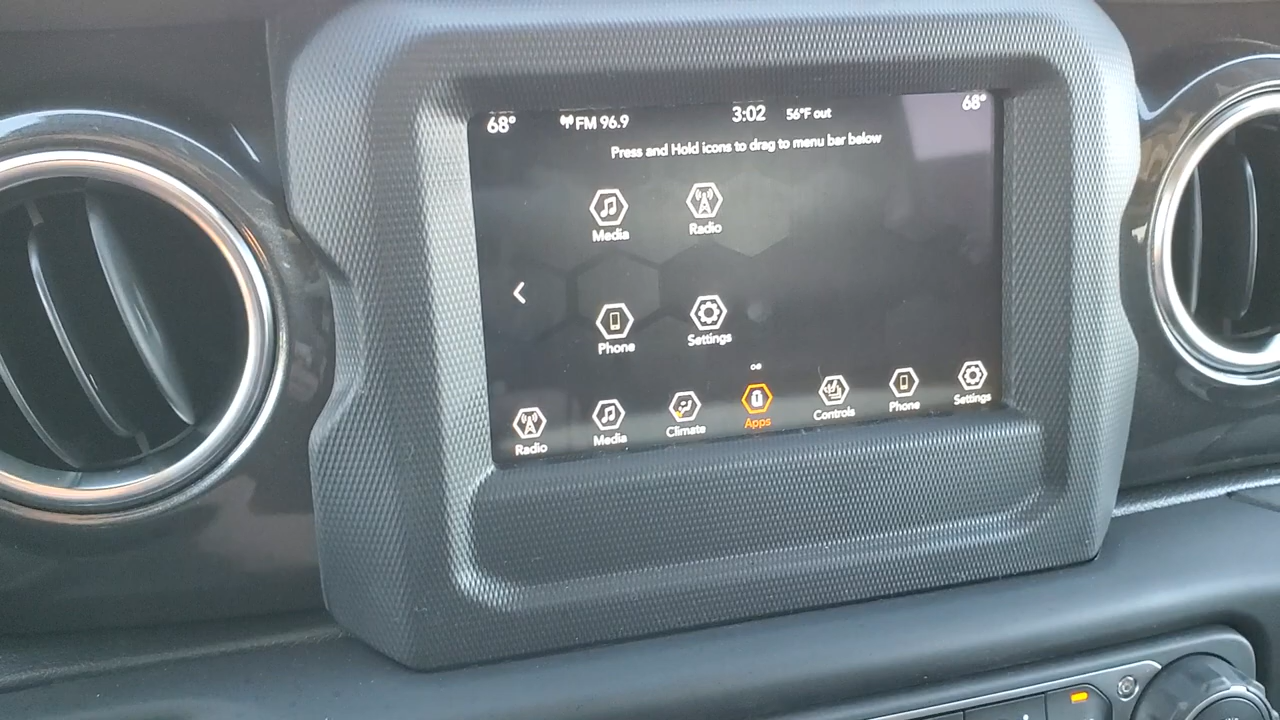 68°
FM 96.9
3:02
56°F out
68°
Press and Hold icons to drag to menu bar below
Media
Radio
Phone
Settings
Radio
Media
Climate
Apps
Controls
Phone
Settings